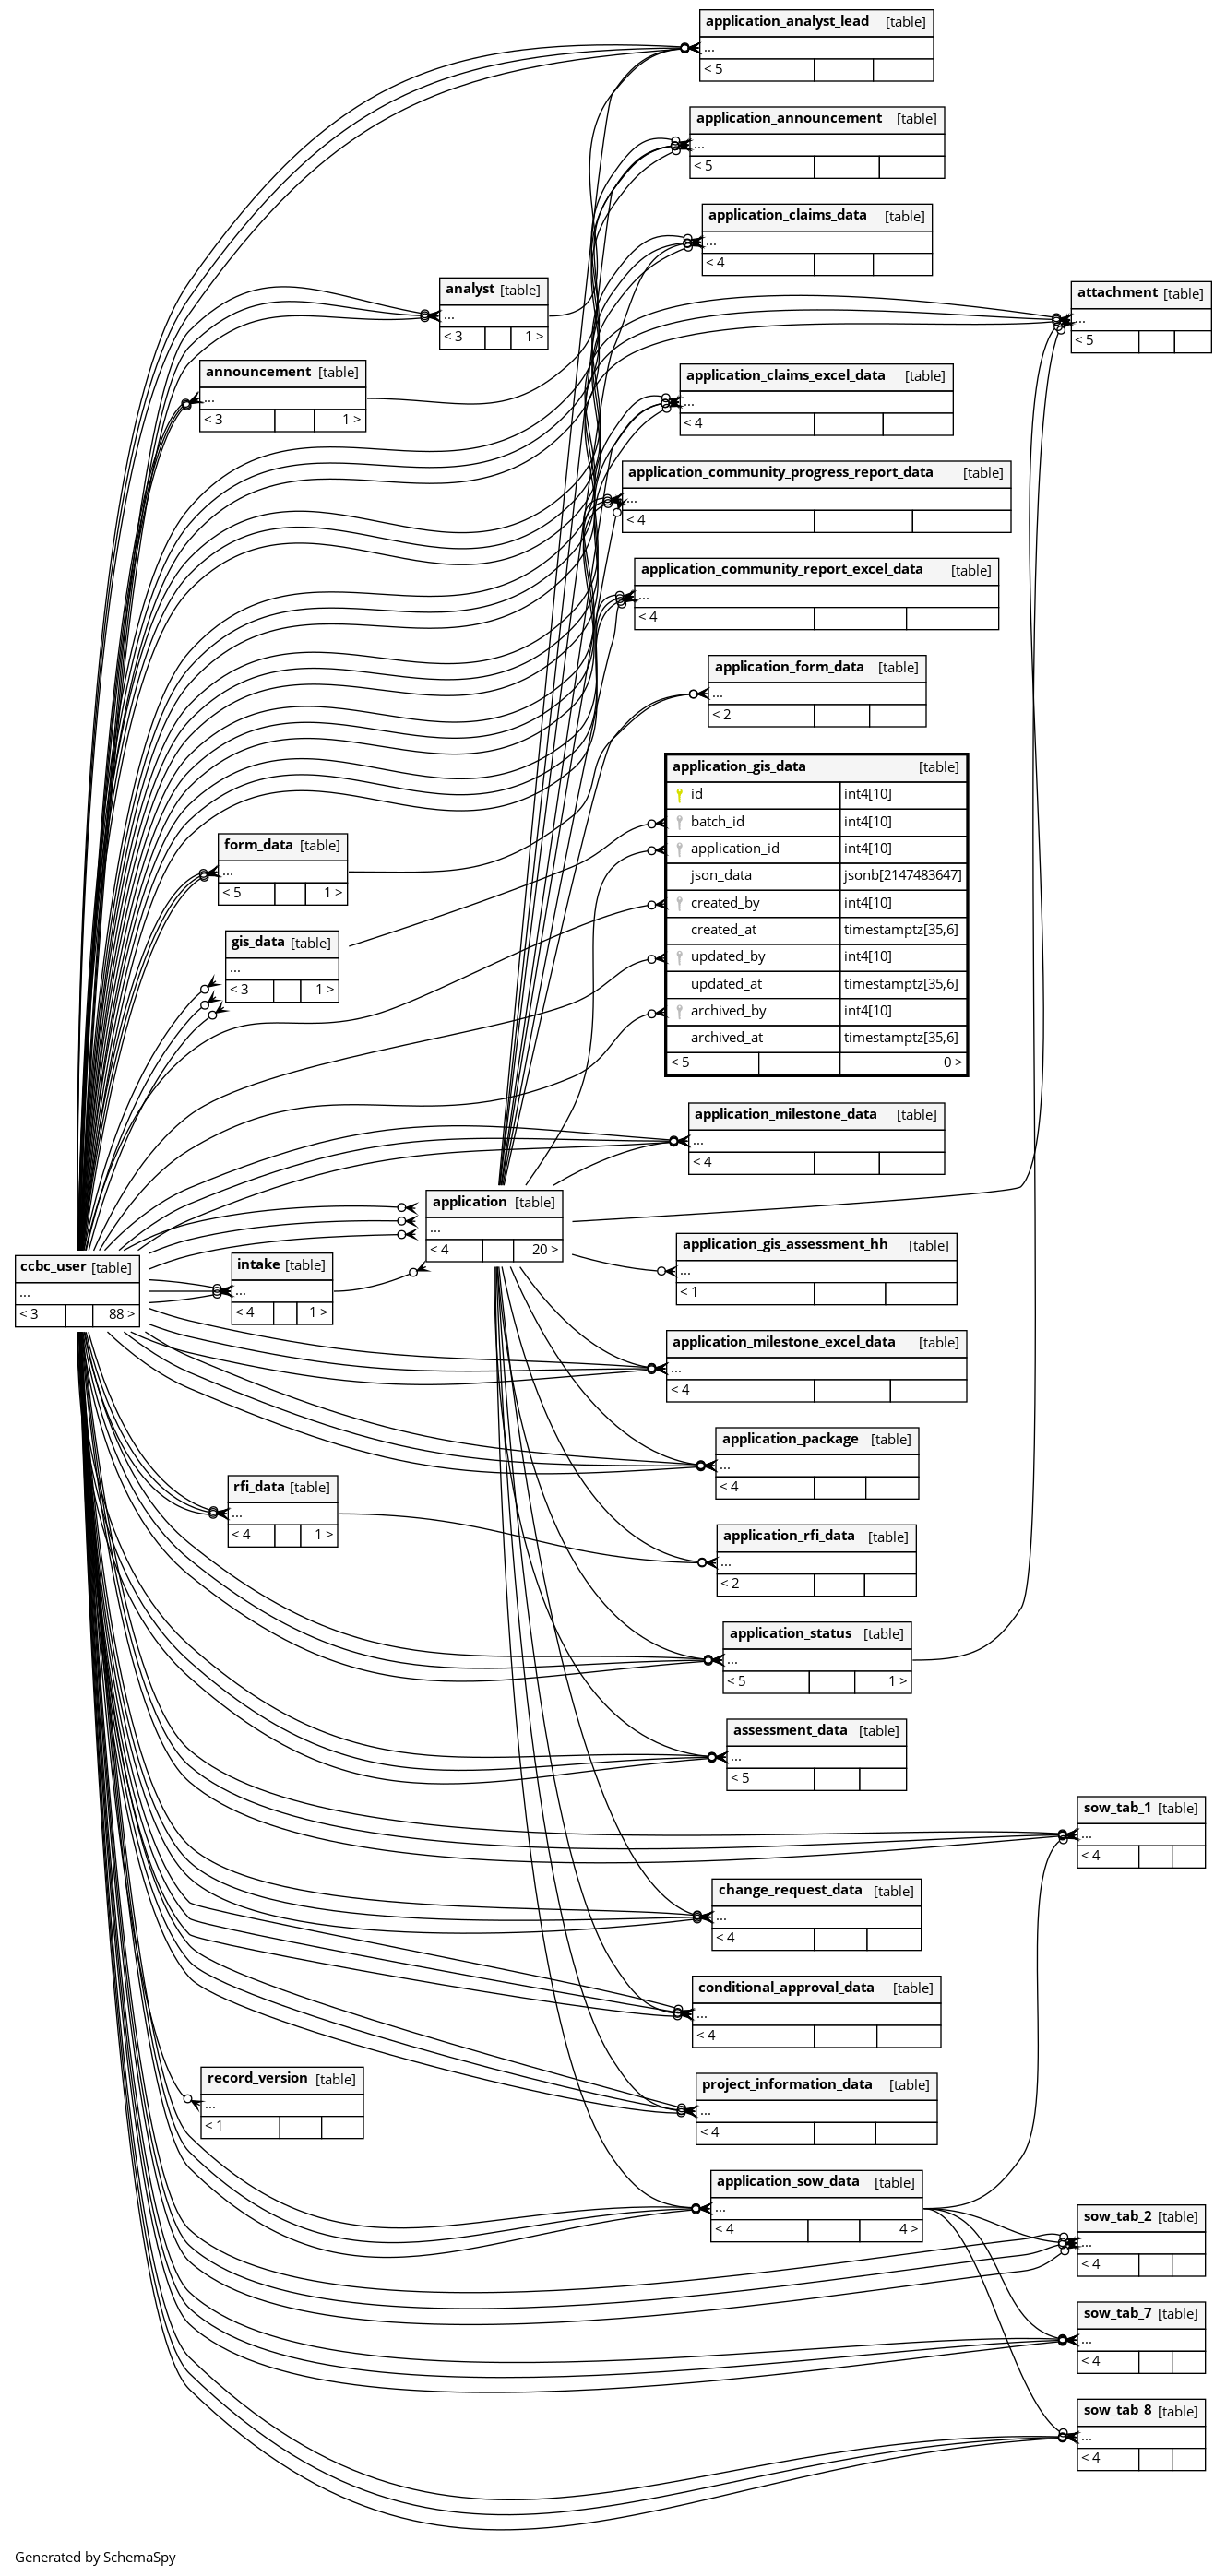 application_analyst_lead [table]
...
< 5
application_announcement [table]
...
< 5
application_claims_data [table]
...
< 4
analyst [table]
...
< 3 1 >
attachment [table]
...
< 5
announcement [table]
...
< 3 1 >
application_claims_excel_data [table]
...
< 4
application_community_progress_report_data [table]
...
< 4
application_community_report_excel_data [table]
...
< 4
application_form_data [table]
...
< 2
application_gis_data [table]
id int4[10]
batch_id int4[10]
application_id int4[10]
json_data jsonb[2147483647]
created_by int4[10]
created_at timestamptz[35,6]
updated_by int4[10]
updated_at timestamptz[35,6]
archived_by int4[10]
archived_at timestamptz[35,6]
< 5 0 >
form_data [table]
...
< 5 1 >
gis_data [table]
...
< 3 1 >
application_milestone_data [table]
...
< 4
application [table]
...
< 4 20 >
application_gis_assessment_hh [table]
...
< 1
ccbc_user [table]
...
< 3 88 >
intake [table]
...
< 4 1 >
application_milestone_excel_data [table]
...
< 4
application_package [table]
...
< 4
rfi_data [table]
...
< 4 1 >
application_rfi_data [table]
...
< 2
application_status [table]
...
< 5 1 >
assessment_data [table]
...
< 5
sow_tab_1 [table]
...
< 4
change_request_data [table]
...
< 4
conditional_approval_data [table]
...
< 4
record_version [table]
...
< 1
project_information_data [table]
...
< 4
application_sow_data [table]
...
< 4 4 >
sow_tab_2 [table]
...
< 4
sow_tab_7 [table]
...
< 4
sow_tab_8 [table]
...
< 4
Generated by SchemaSpy